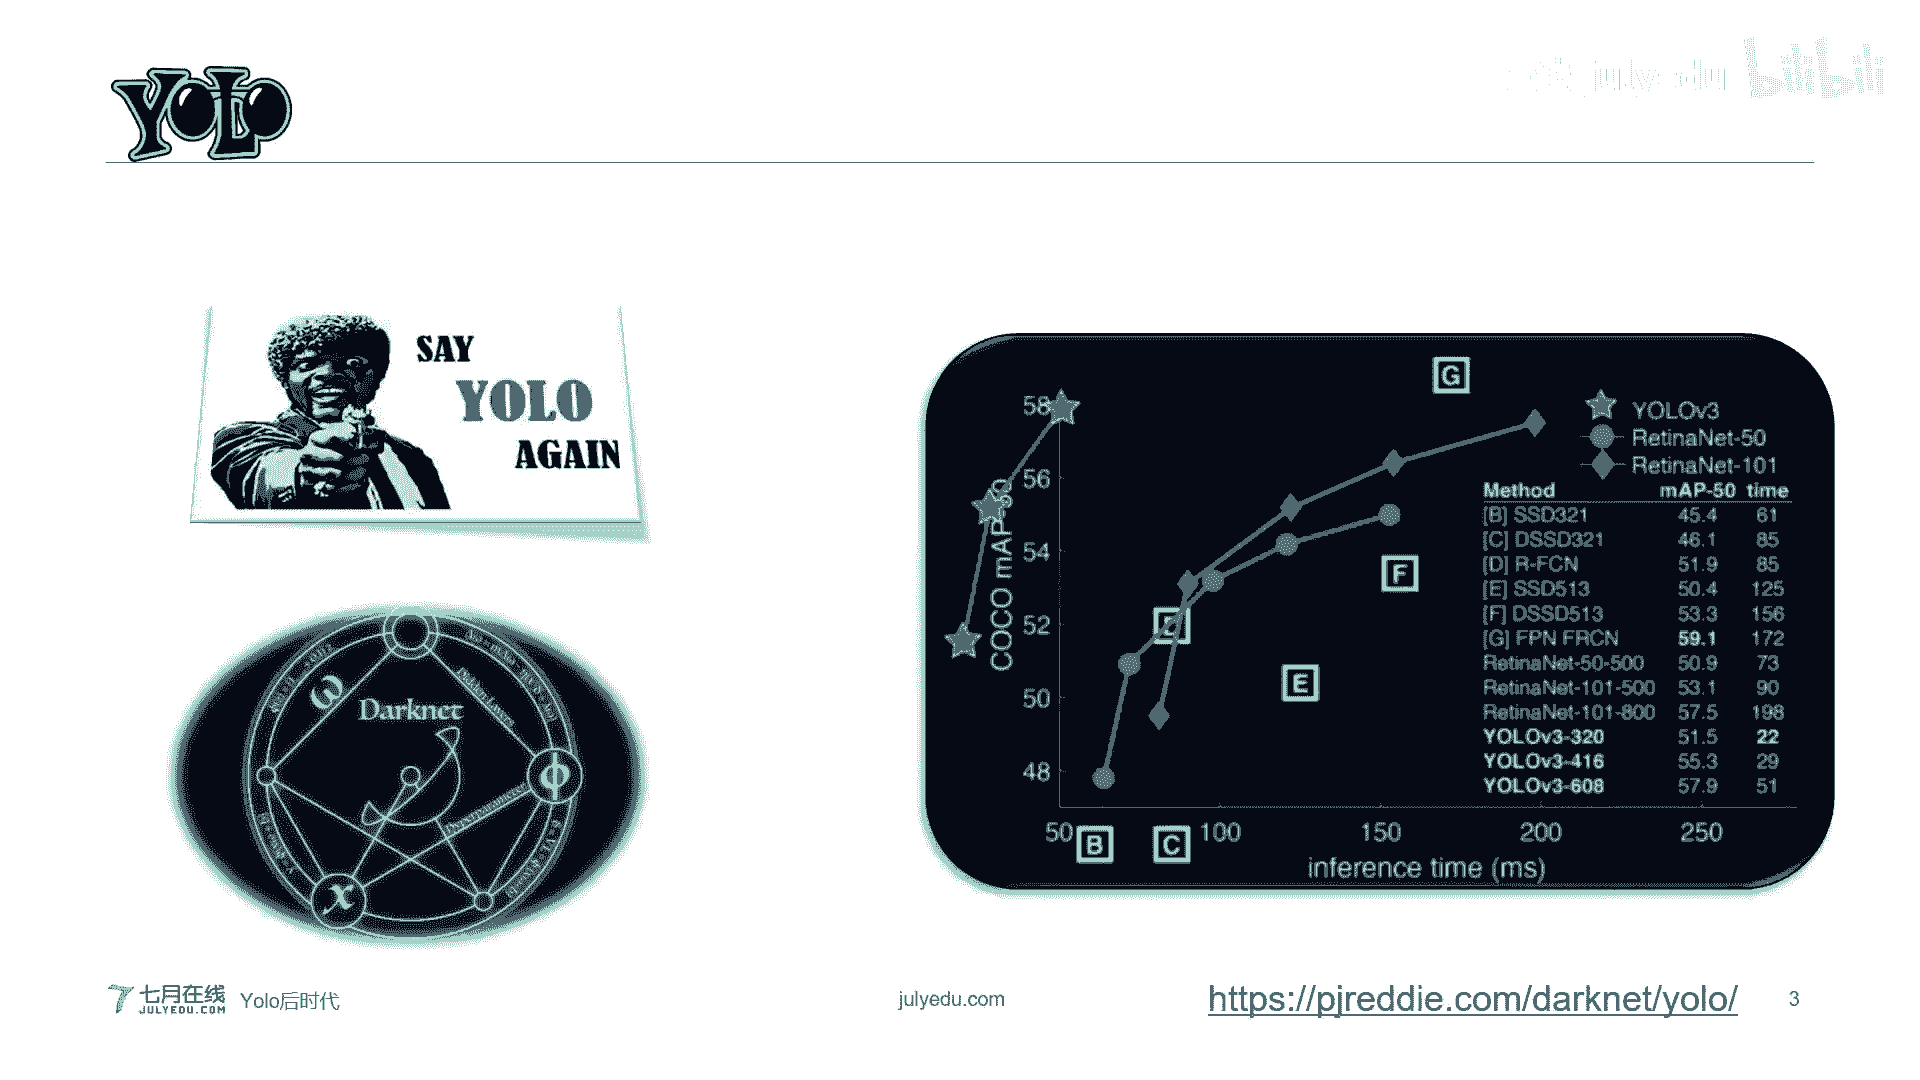 YOLO
julyedu bilibili
SAY
YOLO
AGAIN
Darknet
ω
ϕ
x
COCO mAP-50
58
56
54
52
50
48
50
100
150
200
250
inference time (ms)
B
C
D
E
F
G
YOLOv3
RetinaNet-50
RetinaNet-101
Method mAP-50 time
[B] SSD321 45.4 61
[C] DSSD321 46.1 85
[D] R-FCN 51.9 85
[E] SSD513 50.4 125
[F] DSSD513 53.3 156
[G] FPN FRCN 59.1 172
RetinaNet-50-500 50.9 73
RetinaNet-101-500 53.1 90
RetinaNet-101-800 57.5 198
YOLOv3-320 51.5 22
YOLOv3-416 55.3 29
YOLOv3-608 57.9 51
七月在线
JULYEDU.COM
Yolo后时代
julyedu.com
https://pjreddie.com/darknet/yolo/
3